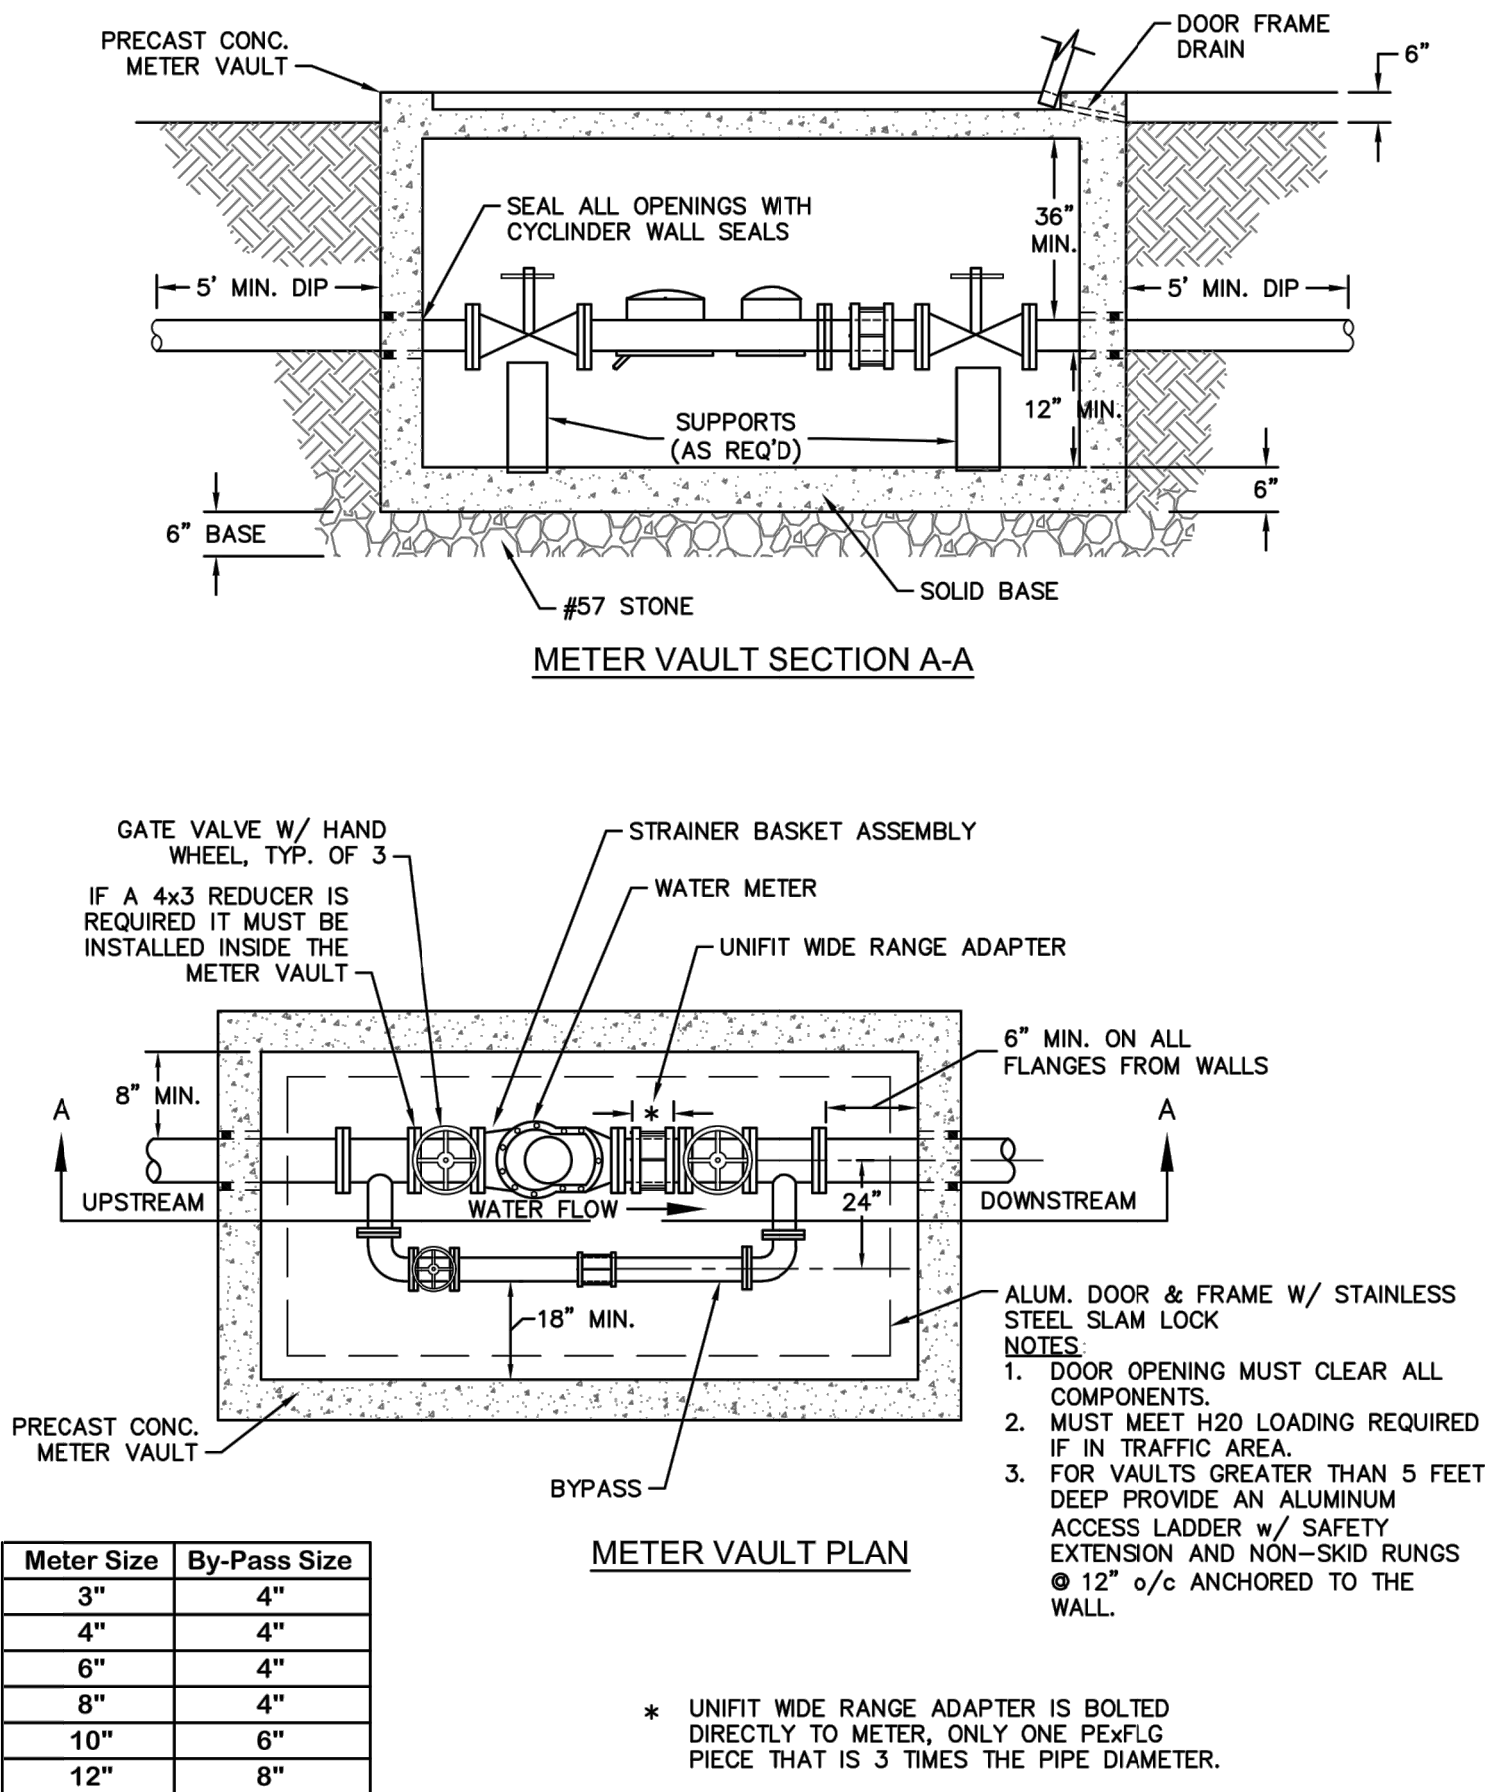 PRECAST CONC.
METER VAULT
DOOR FRAME
DRAIN
6"
SEAL ALL OPENINGS WITH
CYCLINDER WALL SEALS
36"
MIN.
5' MIN. DIP
5' MIN. DIP
12" MIN.
SUPPORTS
(AS REQ'D)
6"
6" BASE
SOLID BASE
#57 STONE
METER VAULT SECTION A-A
GATE VALVE W/ HAND
WHEEL, TYP. OF 3
STRAINER BASKET ASSEMBLY
IF A 4x3 REDUCER IS
REQUIRED IT MUST BE
INSTALLED INSIDE THE
METER VAULT
WATER METER
UNIFIT WIDE RANGE ADAPTER
6" MIN. ON ALL
FLANGES FROM WALLS
8" MIN.
A
*
A
UPSTREAM
WATER FLOW
24"
DOWNSTREAM
18" MIN.
ALUM. DOOR & FRAME W/ STAINLESS
STEEL SLAM LOCK
NOTES:
1. DOOR OPENING MUST CLEAR ALL
COMPONENTS.
2. MUST MEET H20 LOADING REQUIRED
IF IN TRAFFIC AREA.
3. FOR VAULTS GREATER THAN 5 FEET
DEEP PROVIDE AN ALUMINUM
ACCESS LADDER w/ SAFETY
EXTENSION AND NON-SKID RUNGS
@ 12" o/c ANCHORED TO THE
WALL.
PRECAST CONC.
METER VAULT
BYPASS
METER VAULT PLAN
Meter Size By-Pass Size
3" 4"
4" 4"
6" 4"
8" 4"
10" 6"
12" 8"
* UNIFIT WIDE RANGE ADAPTER IS BOLTED
DIRECTLY TO METER, ONLY ONE PExFLG
PIECE THAT IS 3 TIMES THE PIPE DIAMETER.